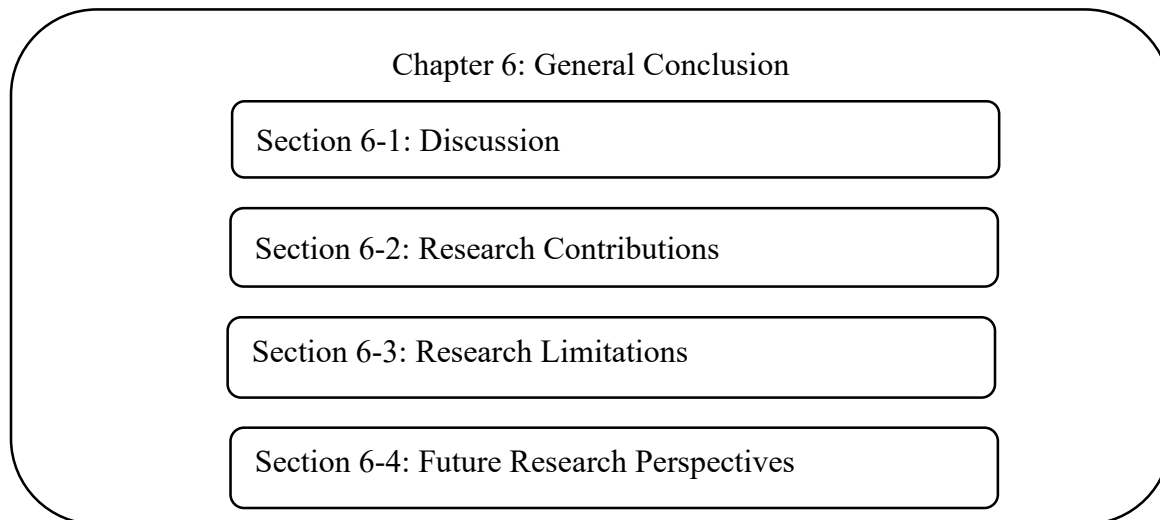 Chapter 6: General Conclusion
Section 6-1: Discussion
Section 6-2: Research Contributions
Section 6-3: Research Limitations
Section 6-4: Future Research Perspectives